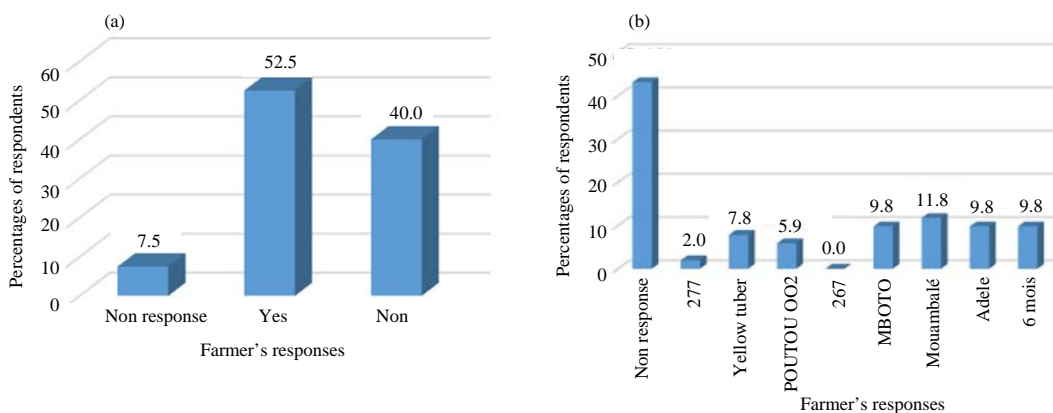 (a)
Percentages of respondents
60
50
40
30
20
10
0
7.5
52.5
40.0
Non response
Yes
Non
Farmer's responses
(b)
Percentages of respondents
50
40
30
20
10
0
2.0
7.8
5.9
0.0
9.8
11.8
9.8
9.8
Non response
277
Yellow tuber
POUTOU OO2
267
MBOTO
Mouambalé
Adele
6 mois
Farmer's responses